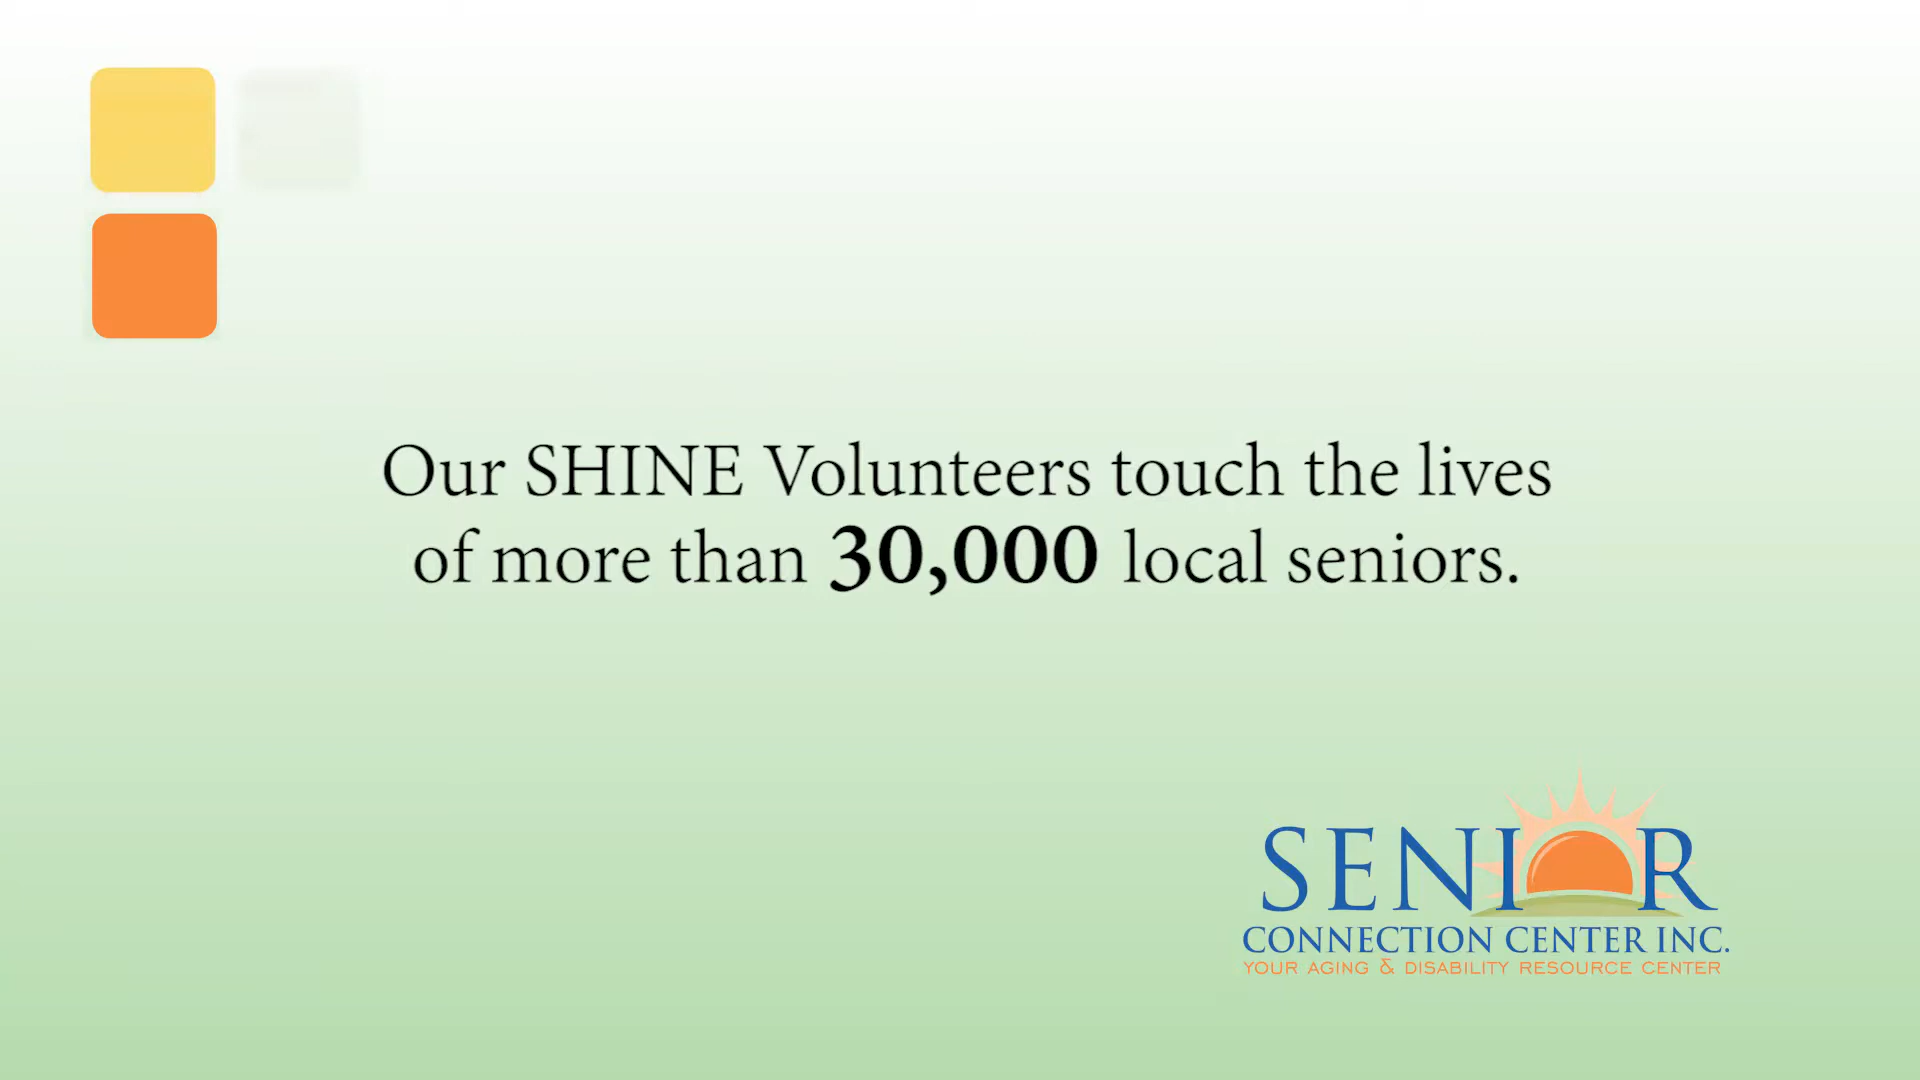 Our SHINE Volunteers touch the lives
of more than 30,000 local seniors.
SENIOR
CONNECTION CENTER INC.
YOUR AGING & DISABILITY RESOURCE CENTER